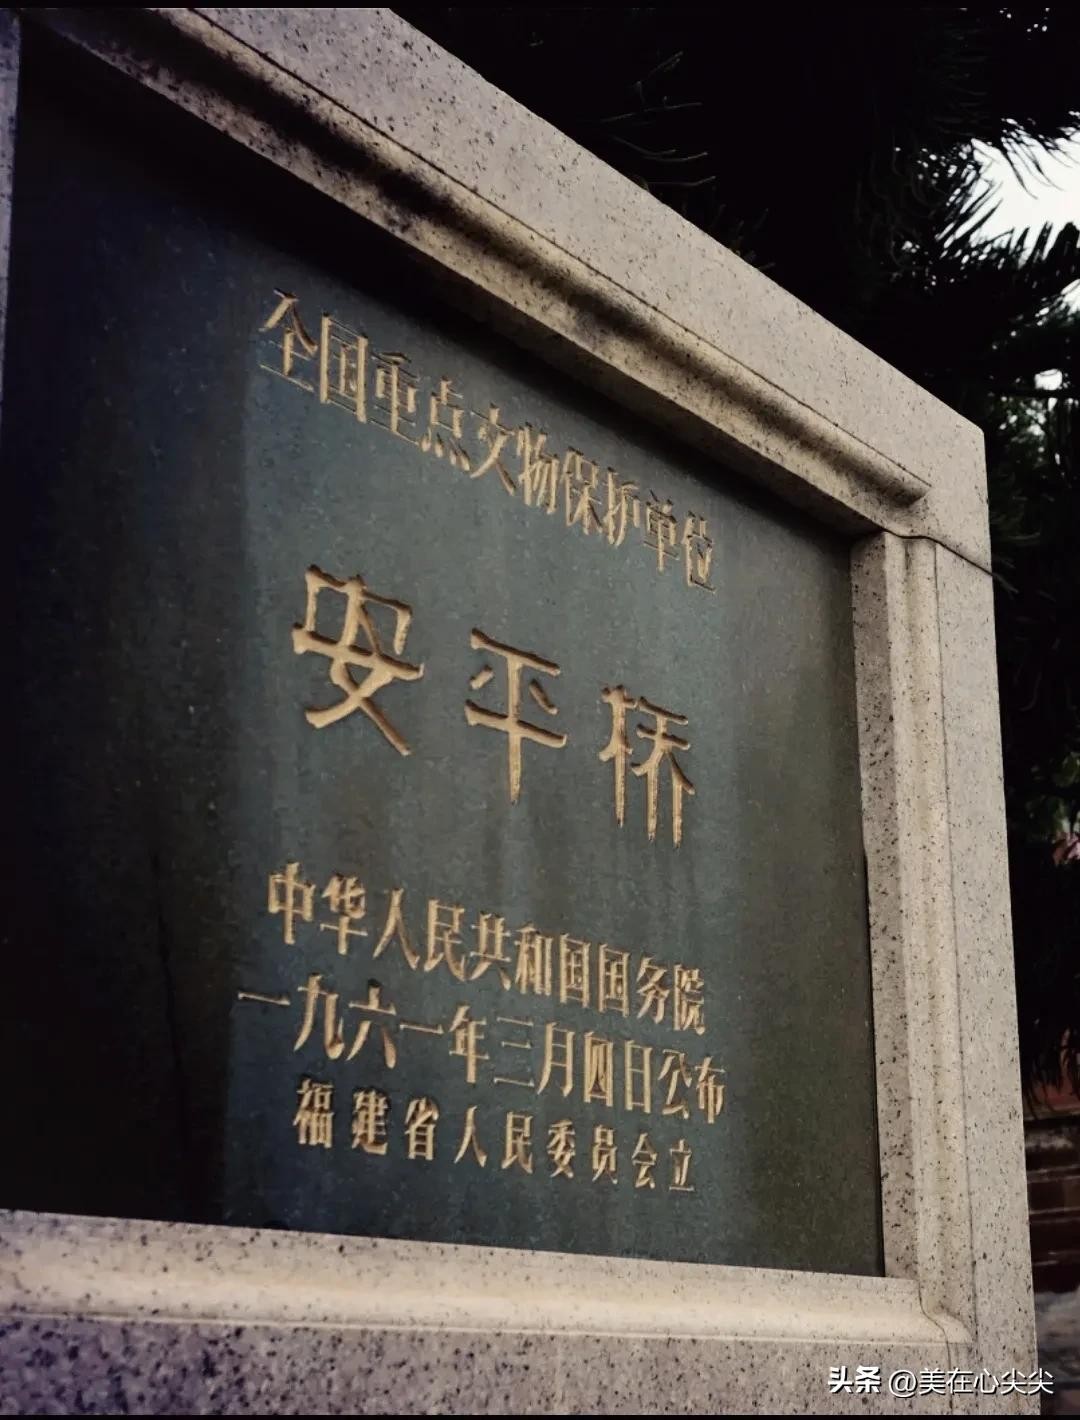 全国重点文物保护单位
安平桥
中华人民共和国国务院
一九六一年三月四日公布
福建省人民委员会立
头条 @美在心尖尖